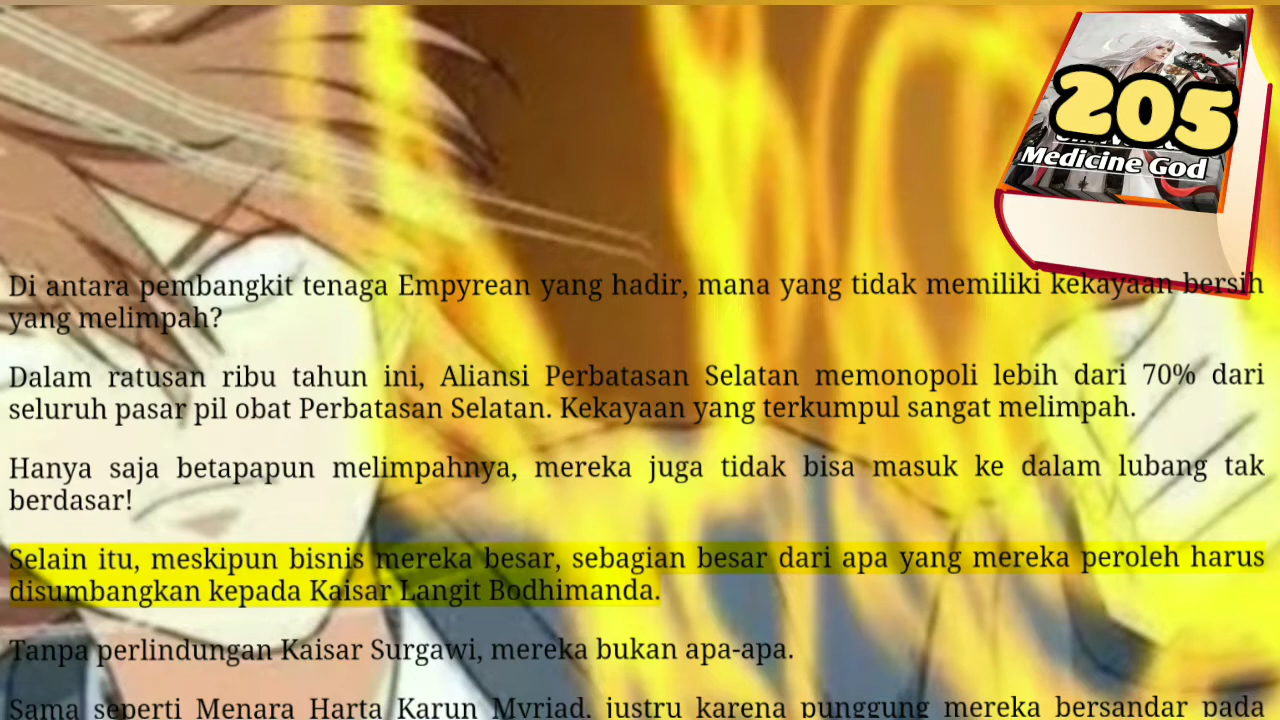 205
Medicine God
Di antara pembangkit tenaga Empyrean yang hadir, mana yang tidak memiliki kekayaan bersih
yang melimpah?
Dalam ratusan ribu tahun ini, Aliansi Perbatasan Selatan memonopoli lebih dari 70% dari
seluruh pasar pil obat Perbatasan Selatan. Kekayaan yang terkumpul sangat melimpah.
Hanya saja betapapun melimpahnya, mereka juga tidak bisa masuk ke dalam lubang tak
berdasar!
Selain itu, meskipun bisnis mereka besar, sebagian besar dari apa yang mereka peroleh harus
disumbangkan kepada Kaisar Langit Bodhimanda.
Tanpa perlindungan Kaisar Surgawi, mereka bukan apa-apa.
Sama seperti Menara Harta Karun Myriad, justru karena punggung mereka bersandar pada